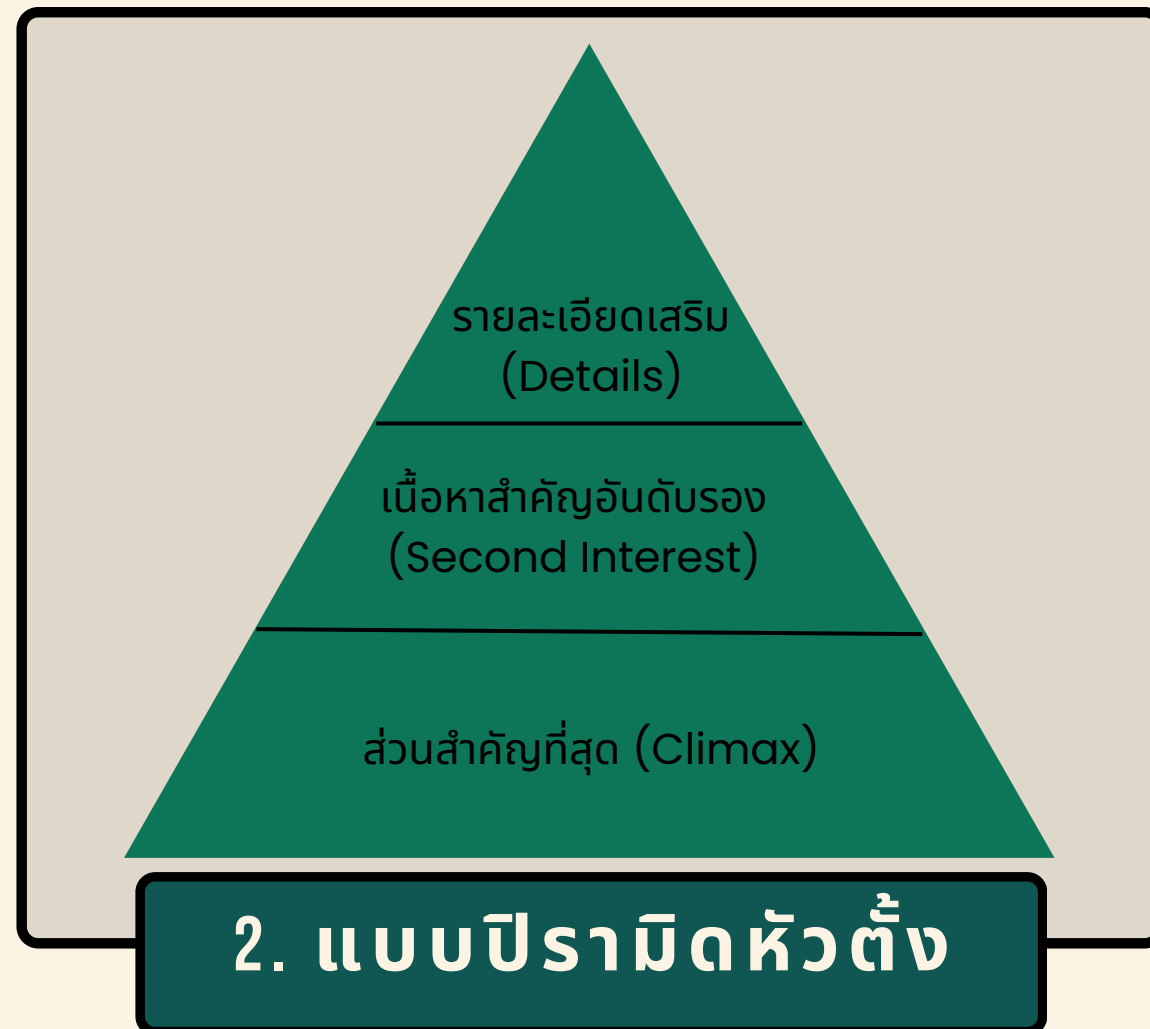 รายละเอียดเสริม
(Details)
เนื้อหาสำคัญอันดับรอง
(Second Interest)
ส่วนสำคัญที่สุด (Climax)
2. แบบปิรามิดหัวตั้ง